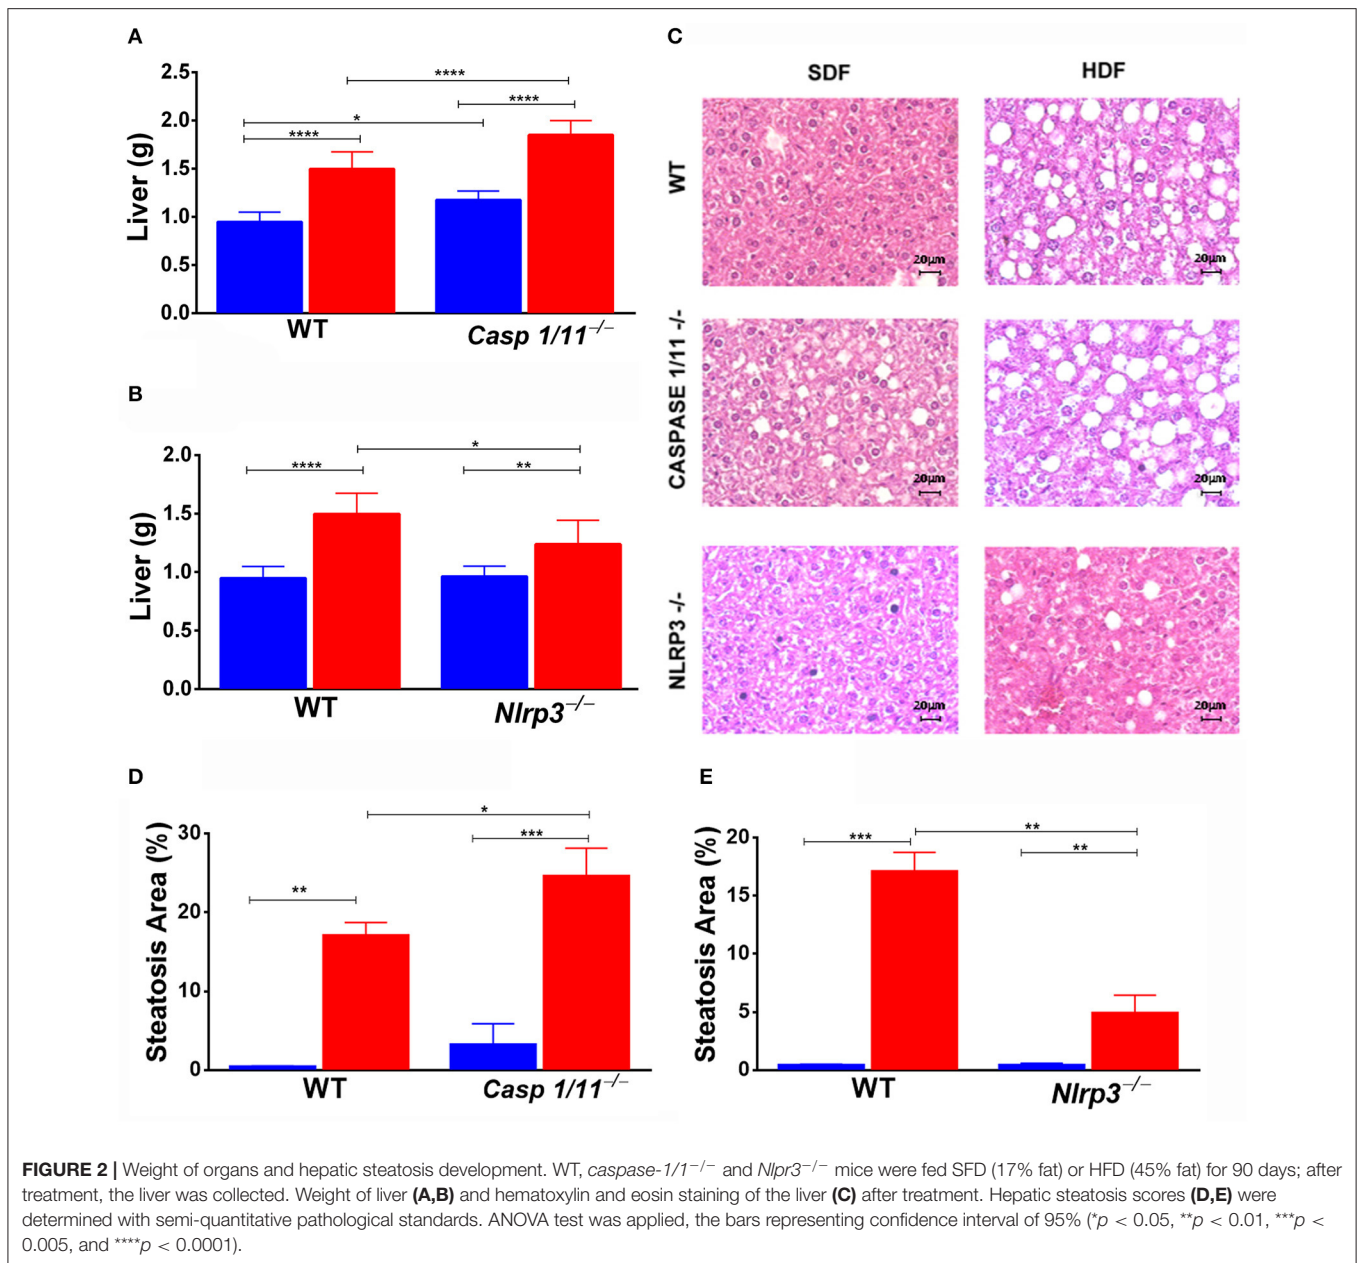 A
2.5
2.0
1.5
1.0
0.5
0.0
Liver (g)
****
*
****
****
WT
Casp 1/11−/−
B
2.0
1.5
1.0
0.5
0.0
Liver (g)
****
*
**
WT
Nlrp3−/−
C
SDF
HDF
WT
20μm
20μm
CASPASE 1/11 -/-
20μm
20μm
NLRP3 -/-
20μm
20μm
D
30
20
10
0
Steatosis Area (%)
**
*
***
WT
Casp 1/11−/−
E
20
15
10
5
0
Steatosis Area (%)
***
**
**
WT
Nlrp3−/−
FIGURE 2 | Weight of organs and hepatic steatosis development. WT, caspase-1/1−/− and Nlpr3−/− mice were fed SFD (17% fat) or HFD (45% fat) for 90 days; after
treatment, the liver was collected. Weight of liver (A,B) and hematoxylin and eosin staining of the liver (C) after treatment. Hepatic steatosis scores (D,E) were
determined with semi-quantitative pathological standards. ANOVA test was applied, the bars representing confidence interval of 95% (*p < 0.05, **p < 0.01, ***p <
0.005, and ****p < 0.0001).